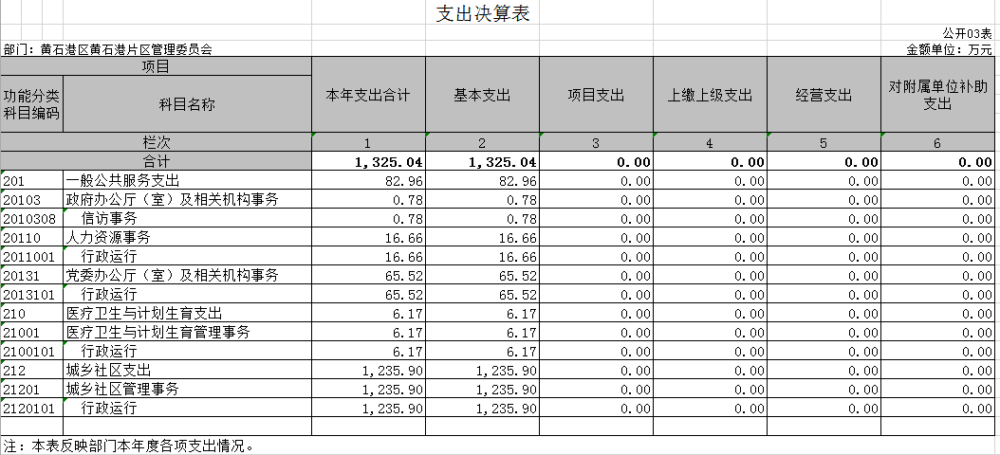 支出决算表
公开03表
部门：黄石港区黄石港片区管理委员会 金额单位：万元
项目 本年支出合计 基本支出 项目支出 上缴上级支出 经营支出 对附属单位补助支出
功能分类科目编码 科目名称
栏次 1 2 3 4 5 6
合计 1,325.04 1,325.04 0.00 0.00 0.00 0.00
201 一般公共服务支出 82.96 82.96 0.00 0.00 0.00 0.00
20103 政府办公厅（室）及相关机构事务 0.78 0.78 0.00 0.00 0.00 0.00
2010308 信访事务 0.78 0.78 0.00 0.00 0.00 0.00
20110 人力资源事务 16.66 16.66 0.00 0.00 0.00 0.00
2011001 行政运行 16.66 16.66 0.00 0.00 0.00 0.00
20131 党委办公厅（室）及相关机构事务 65.52 65.52 0.00 0.00 0.00 0.00
2013101 行政运行 65.52 65.52 0.00 0.00 0.00 0.00
210 医疗卫生与计划生育支出 6.17 6.17 0.00 0.00 0.00 0.00
21001 医疗卫生与计划生育管理事务 6.17 6.17 0.00 0.00 0.00 0.00
2100101 行政运行 6.17 6.17 0.00 0.00 0.00 0.00
212 城乡社区支出 1,235.90 1,235.90 0.00 0.00 0.00 0.00
21201 城乡社区管理事务 1,235.90 1,235.90 0.00 0.00 0.00 0.00
2120101 行政运行 1,235.90 1,235.90 0.00 0.00 0.00 0.00
注：本表反映部门本年度各项支出情况。